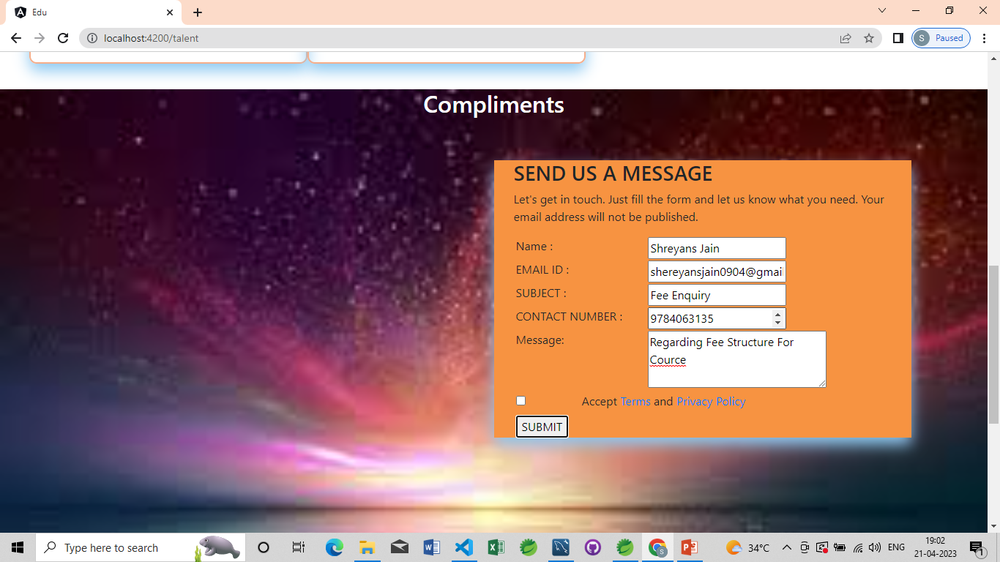 Edu
localhost:4200/talent
S Paused
Compliments
SEND US A MESSAGE
Let's get in touch. Just fill the form and let us know what you need. Your
email address will not be published.
Name : Shreyans Jain
EMAIL ID : shereyansjain0904@gmai
SUBJECT : Fee Enquiry
CONTACT NUMBER : 9784063135
Message: Regarding Fee Structure For
Cource
Accept Terms and Privacy Policy
SUBMIT
Type here to search
34°C
ENG
19:02
21-04-2023
1